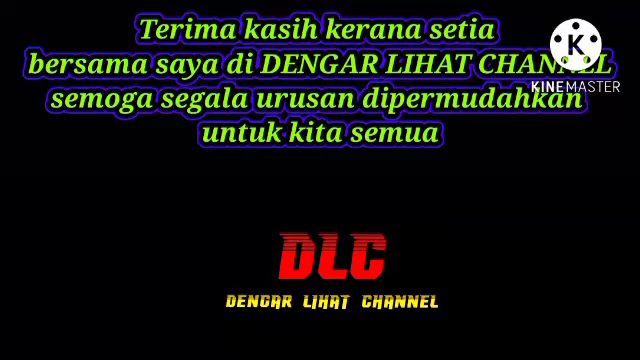 Terima kasih kerana setia
bersama saya di DENGAR LIHAT CHANNEL
semoga segala urusan dipermudahkan
untuk kita semua
K
KINEMASTER
DLC
DENGAR LIHAT CHANNEL